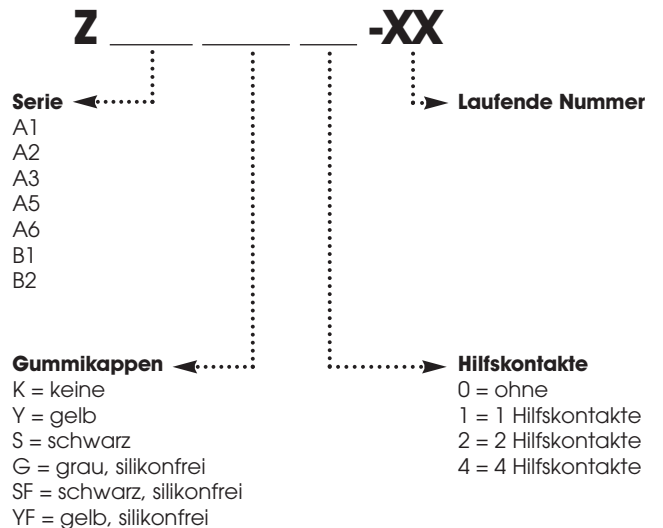 Z ____ ____ ____ -XX
Serie
Laufende Nummer
A1
A2
A3
A5
A6
B1
B2
Gummikappen
K = keine
Y = gelb
S = schwarz
G = grau, silikonfrei
SF = schwarz, silikonfrei
YF = gelb, silikonfrei
Hilfskontakte
0 = ohne
1 = 1 Hilfskontakte
2 = 2 Hilfskontakte
4 = 4 Hilfskontakte